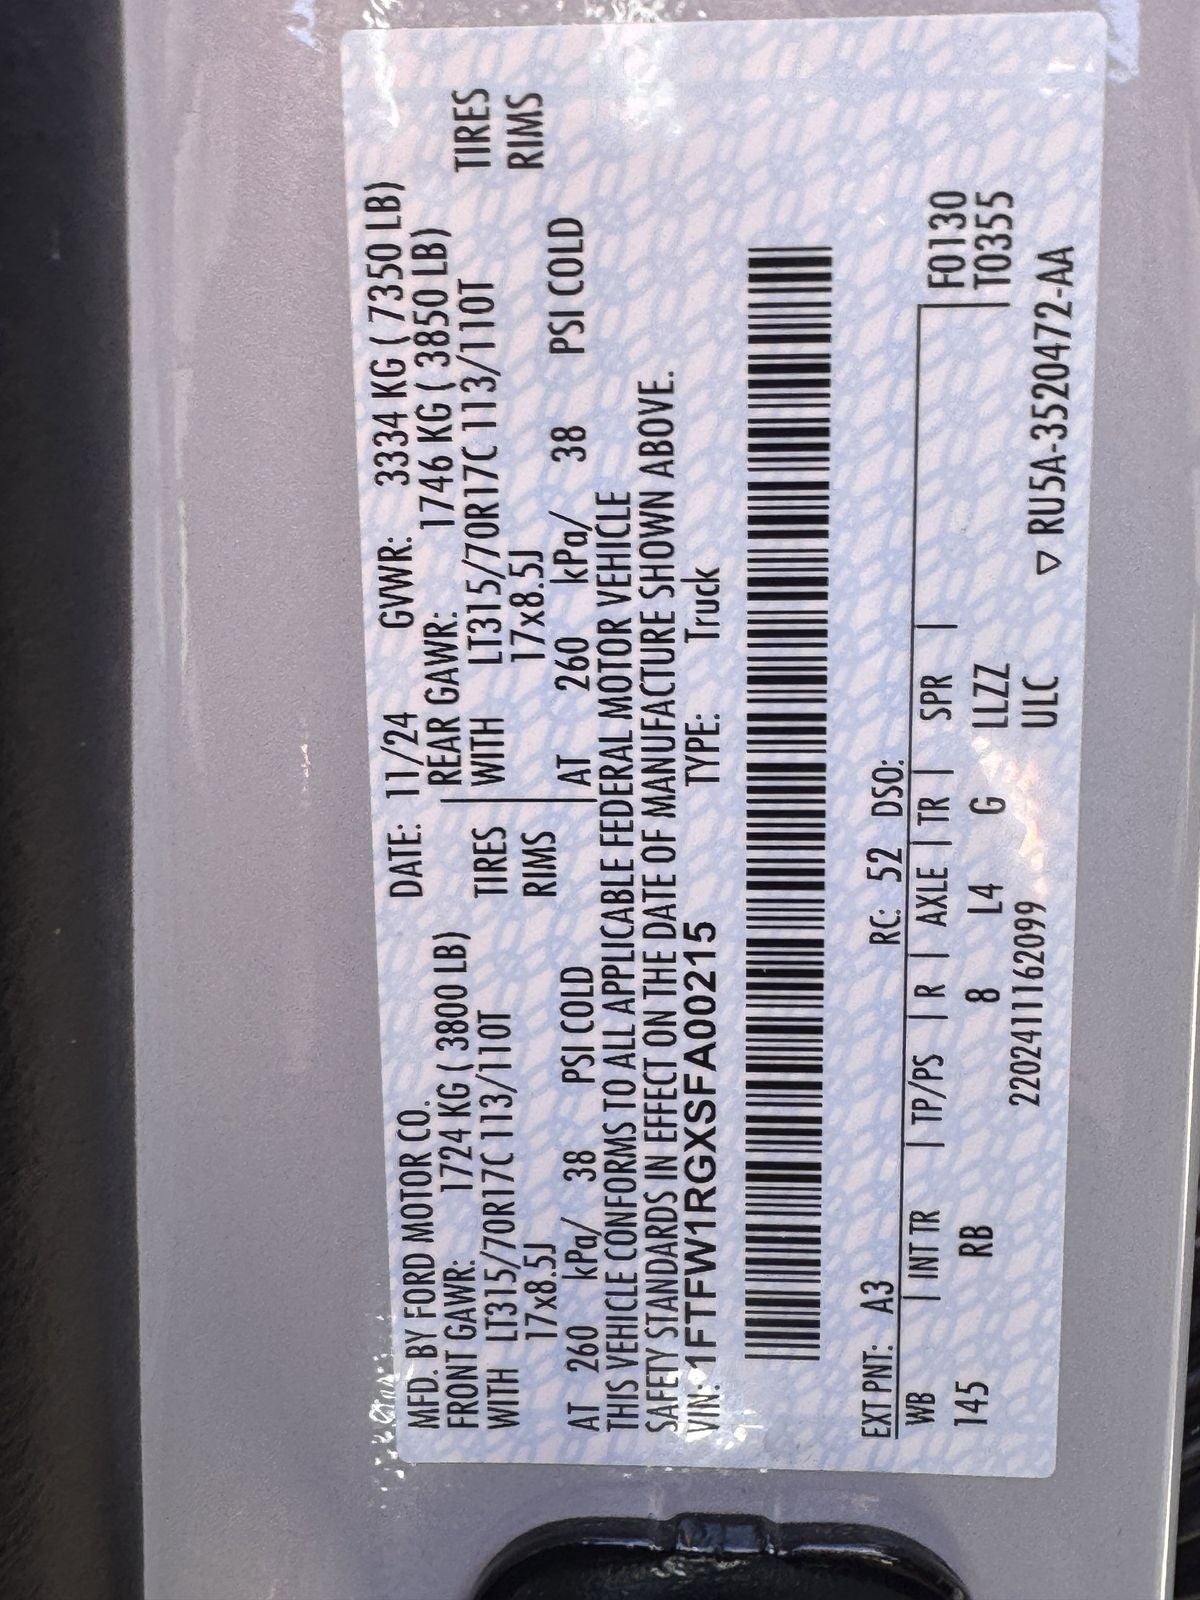 MFD. BY FORD MOTOR CO. DATE: 11/24 GVWR: 3334 KG ( 7350 LB)
FRONT GAWR: 1724 KG ( 3800 LB) REAR GAWR: 1746 KG ( 3850 LB)
WITH LT315/70R17C 113/110T TIRES WITH LT315/70R17C 113/110T TIRES
17x8.5J RIMS 17x8.5J RIMS
AT 260 kPa/ 38 PSI COLD AT 260 kPa/ 38 PSI COLD
THIS VEHICLE CONFORMS TO ALL APPLICABLE FEDERAL MOTOR VEHICLE
SAFETY STANDARDS IN EFFECT ON THE DATE OF MANUFACTURE SHOWN ABOVE.
VIN: 1FTFW1RGXSFA00215 TYPE: Truck
EXT PNT: A3 RC: 52 DSO:
WB | INT TR | TP/PS | R | AXLE | TR | SPR | F0130
145 RB 8 L4 G LLZZ T0355
2202411162099 ULC
▽ RU5A-3520472-AA